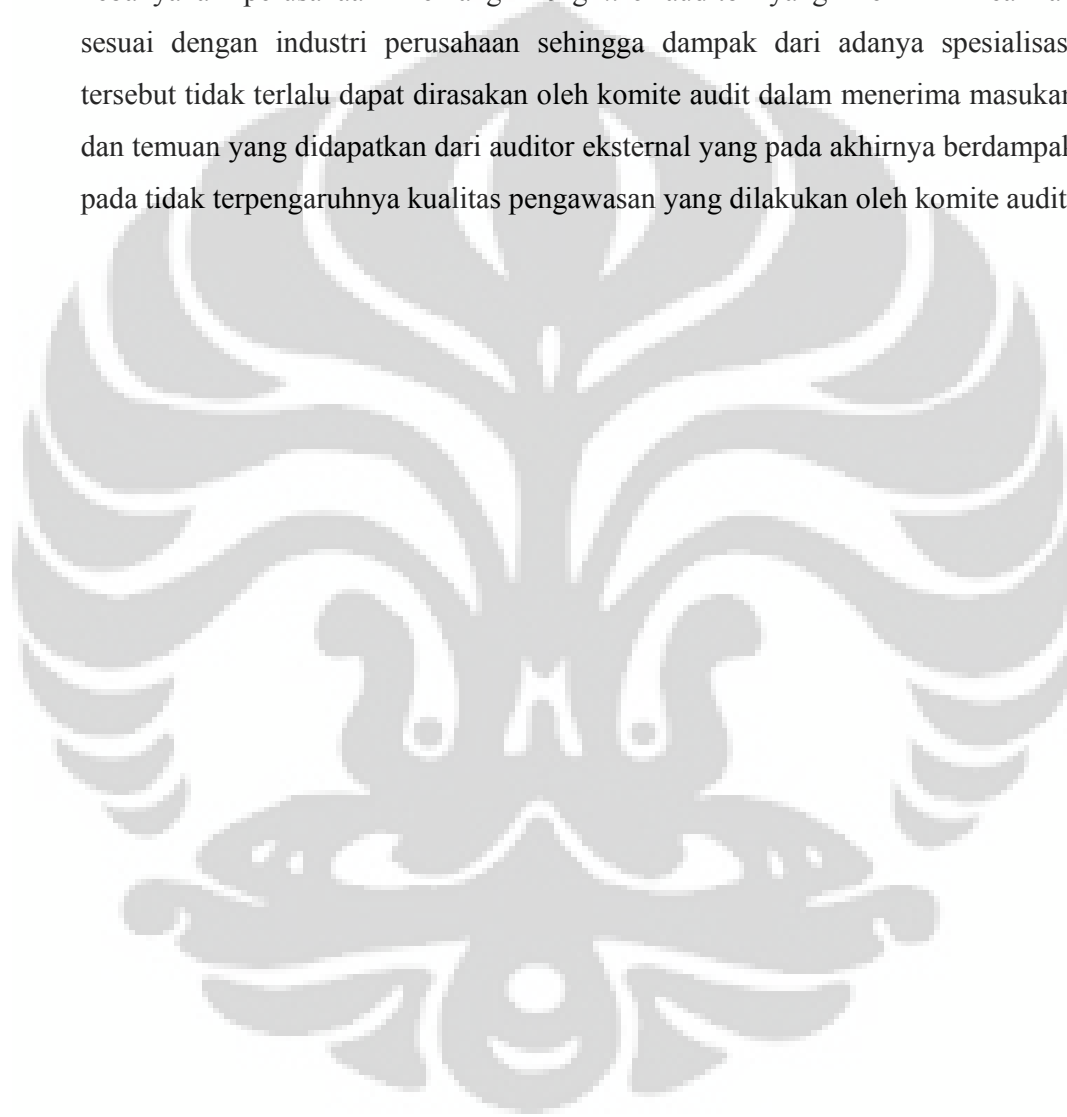 sesuai dengan industri perusahaan sehingga dampak dari adanya spesialisas
tersebut tidak terlalu dapat dirasakan oleh komite audit dalam menerima masukan
dan temuan yang didapatkan dari auditor eksternal yang pada akhirnya berdampak
pada tidak terpengaruhnya kualitas pengawasan yang dilakukan oleh komite audit